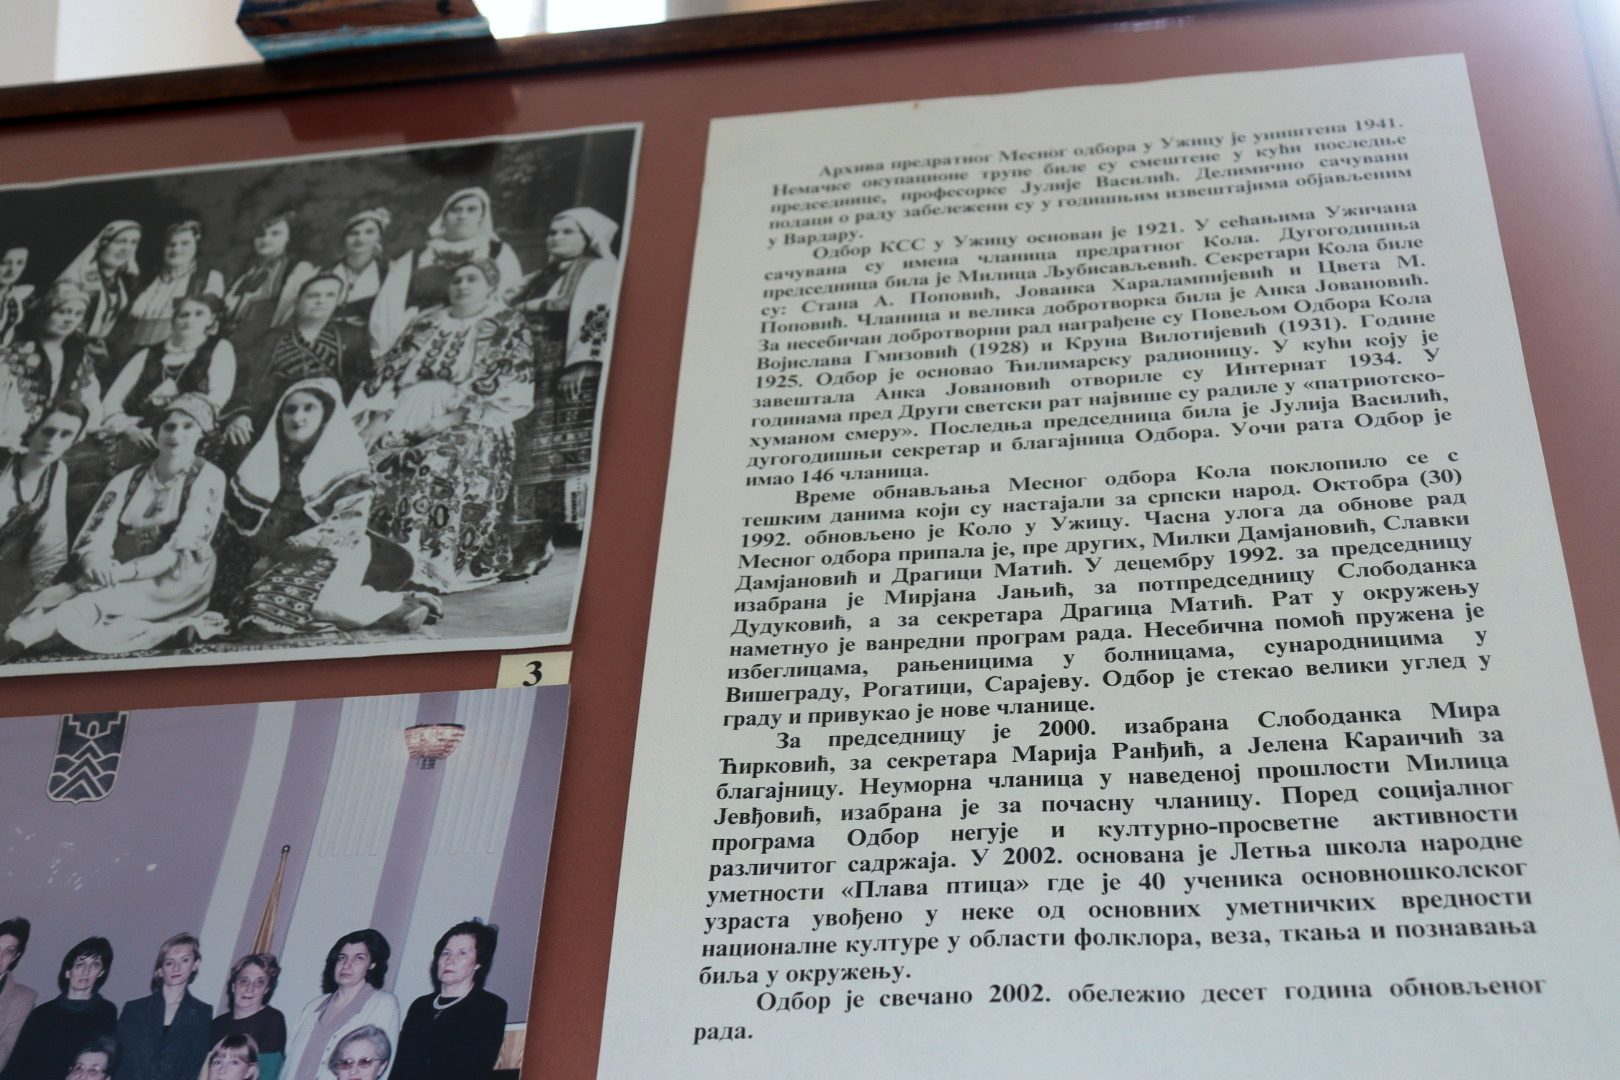 Архива предратног Месног одбора у Ужицу је уништена 1941.
Немачке окупационе трупе биле су смештене у кући последње
председнице, професорке Јулије Василић. Делимично сачувани
подаци о раду забележени су у годишњим извештајима објављеним
у Вардару.
Одбор КСС у Ужицу основан је 1921. У сећањима Ужичана
сачувана су имена чланица предратног Кола. Дугогодишња
председница била је Милица Љубисављевић. Секретари Кола биле
су: Стана А. Поповић, Јованка Харалампијевић и Цвета М.
Поповић. Чланица и велика добротворка била је Анка Јовановић.
За несебичан добротворни рад награђене су Повељом Одбора Кола
Војислава Гмизовић (1928) и Круна Вилотијевић (1931). Године
1925. Одбор је основао Ћилимарску радионицу. У кући коју је
завештала Анка Јовановић отвориле су Интернат 1934. У
годинама пред Други светски рат највише су радиле у «патриотско-
хуманом смеру». Последња председница била је Јулија Василић,
дугогодишњи секретар и благајница Одбора. Уочи рата Одбор је
имао 146 чланица.
Време обнављања Месног одбора Кола поклопило се с
тешким данима који су настајали за српски народ. Октобра (30)
1992. обновљено је Коло у Ужицу. Часна улога да обнове рад
Месног одбора припала је, пре других, Милки Дамјановић, Славки
Дамјановић и Драгици Матић. У децембру 1992. за председницу
изабрана је Мирјана Јањић, за потпредседницу Слободанка
Дудуковић, а за секретара Драгица Матић. Рат у окружењу
наметнуо је ванредни програм рада. Несебична помоћ пружена је
избеглицама, рањеницима у болницама, сународницима у
Вишеграду, Рогатици, Сарајеву. Одбор је стекао велики углед у
граду и привукао је нове чланице.
За председницу је 2000. изабрана Слободанка Мира
Ћирковић, за секретара Марија Ранђић, а Јелена Караичић за
благајницу. Неуморна чланица у наведеној прошлости Милица
Јевђовић, изабрана је за почасну чланицу. Поред социјалног
програма Одбор негује и културно-просветне активности
различитог садржаја. У 2002. основана је Летња школа народне
уметности «Плава птица» где је 40 ученика основношколског
узраста увођено у неке од основних уметничких вредности
националне културе у области фолклора, веза, ткања и познавања
биља у окружењу.
Одбор је свечано 2002. обележио десет година обновљеног
рада.
3